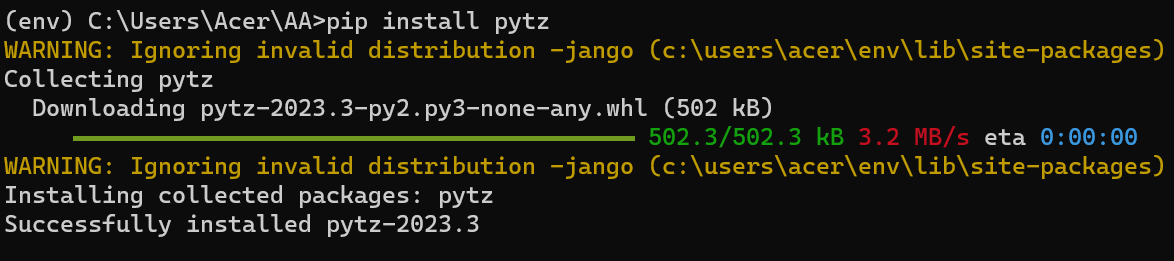 (env) C:\Users\Acer\AA>pip install pytz
WARNING: Ignoring invalid distribution -jango (c:\users\acer\env\lib\site-packages)
Collecting pytz
  Downloading pytz-2023.3-py2.py3-none-any.whl (502 kB)
502.3/502.3 kB 3.2 MB/s eta 0:00:00
WARNING: Ignoring invalid distribution -jango (c:\users\acer\env\lib\site-packages)
Installing collected packages: pytz
Successfully installed pytz-2023.3